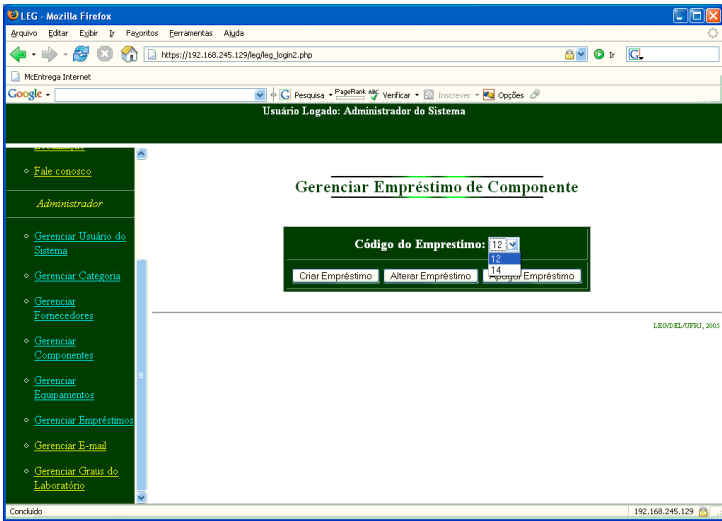 LEG - Mozilla Firefox
Arquivo Editar Exibir Ir Favoritos Ferramentas Ajuda
https://192.168.245.129/leg/leg_login2.php
Ir
G
McEntrega Internet
Google
G Pesquisa PageRank ABC Verificar Inscrever Opções
Usuário Logado: Administrador do Sistema
Fale conosco
Administrador
Gerenciar Usuário do
Sistema
Gerenciar Categoria
Gerenciar
Fornecedores
Gerenciar
Componentes
Gerenciar
Equipamentos
Gerenciar Empréstimos
Gerenciar E-mail
Gerenciar Graus do
Laboratório
Gerenciar Empréstimo de Componente
Código do Emprestimo: 12
12
14
Criar Empréstimo Alterar Empréstimo Apagar Empréstimo
LEG/DEL/UFRJ, 2005
Concluído
192.168.245.129